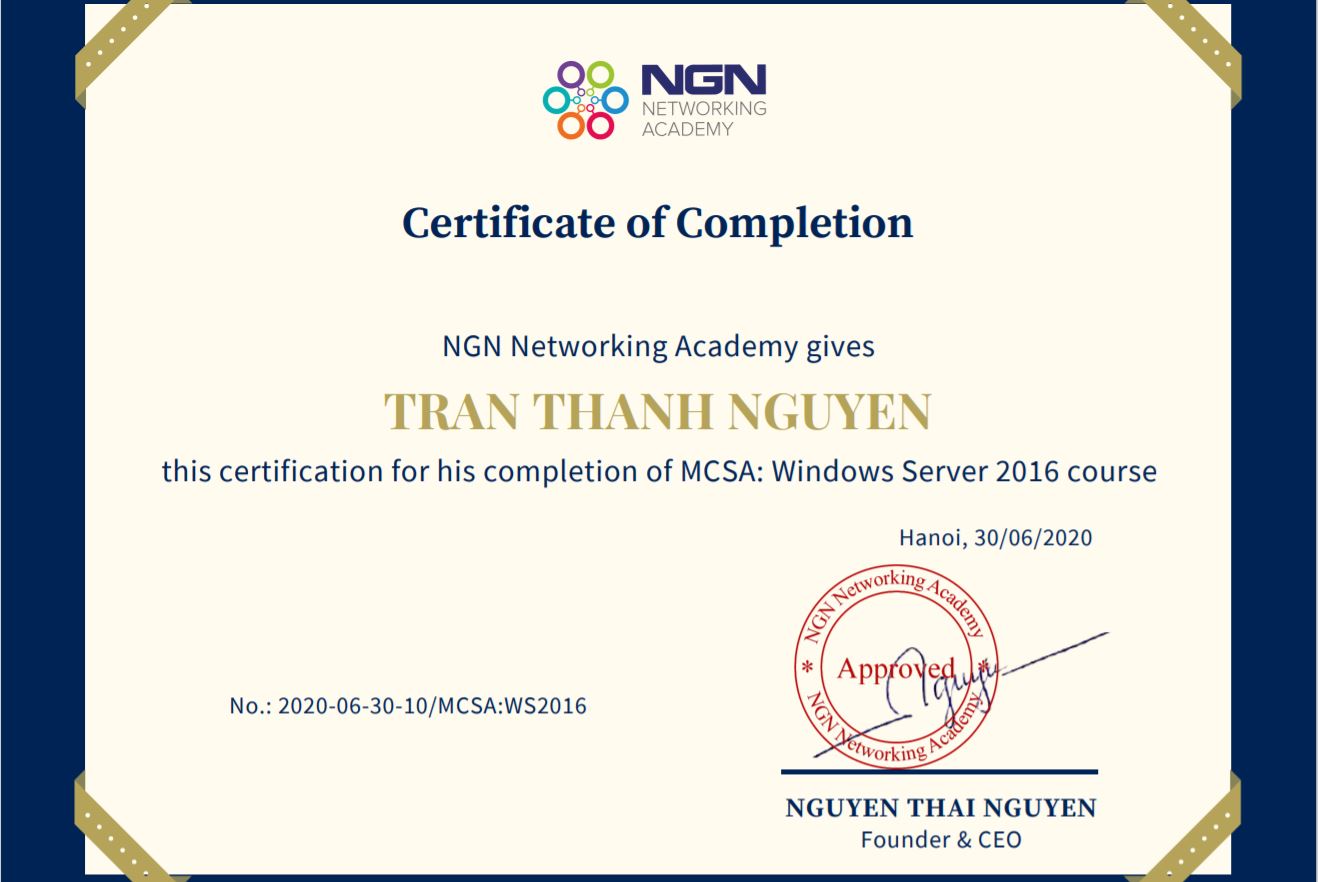 NGN
NETWORKING
ACADEMY
Certificate of Completion
NGN Networking Academy gives
TRAN THANH NGUYEN
this certification for his completion of MCSA: Windows Server 2016 course
Hanoi, 30/06/2020
NGN Networking Academy
* Approved *
NGN Networking Academy
No.: 2020-06-30-10/MCSA:WS2016
NGUYEN THAI NGUYEN
Founder & CEO